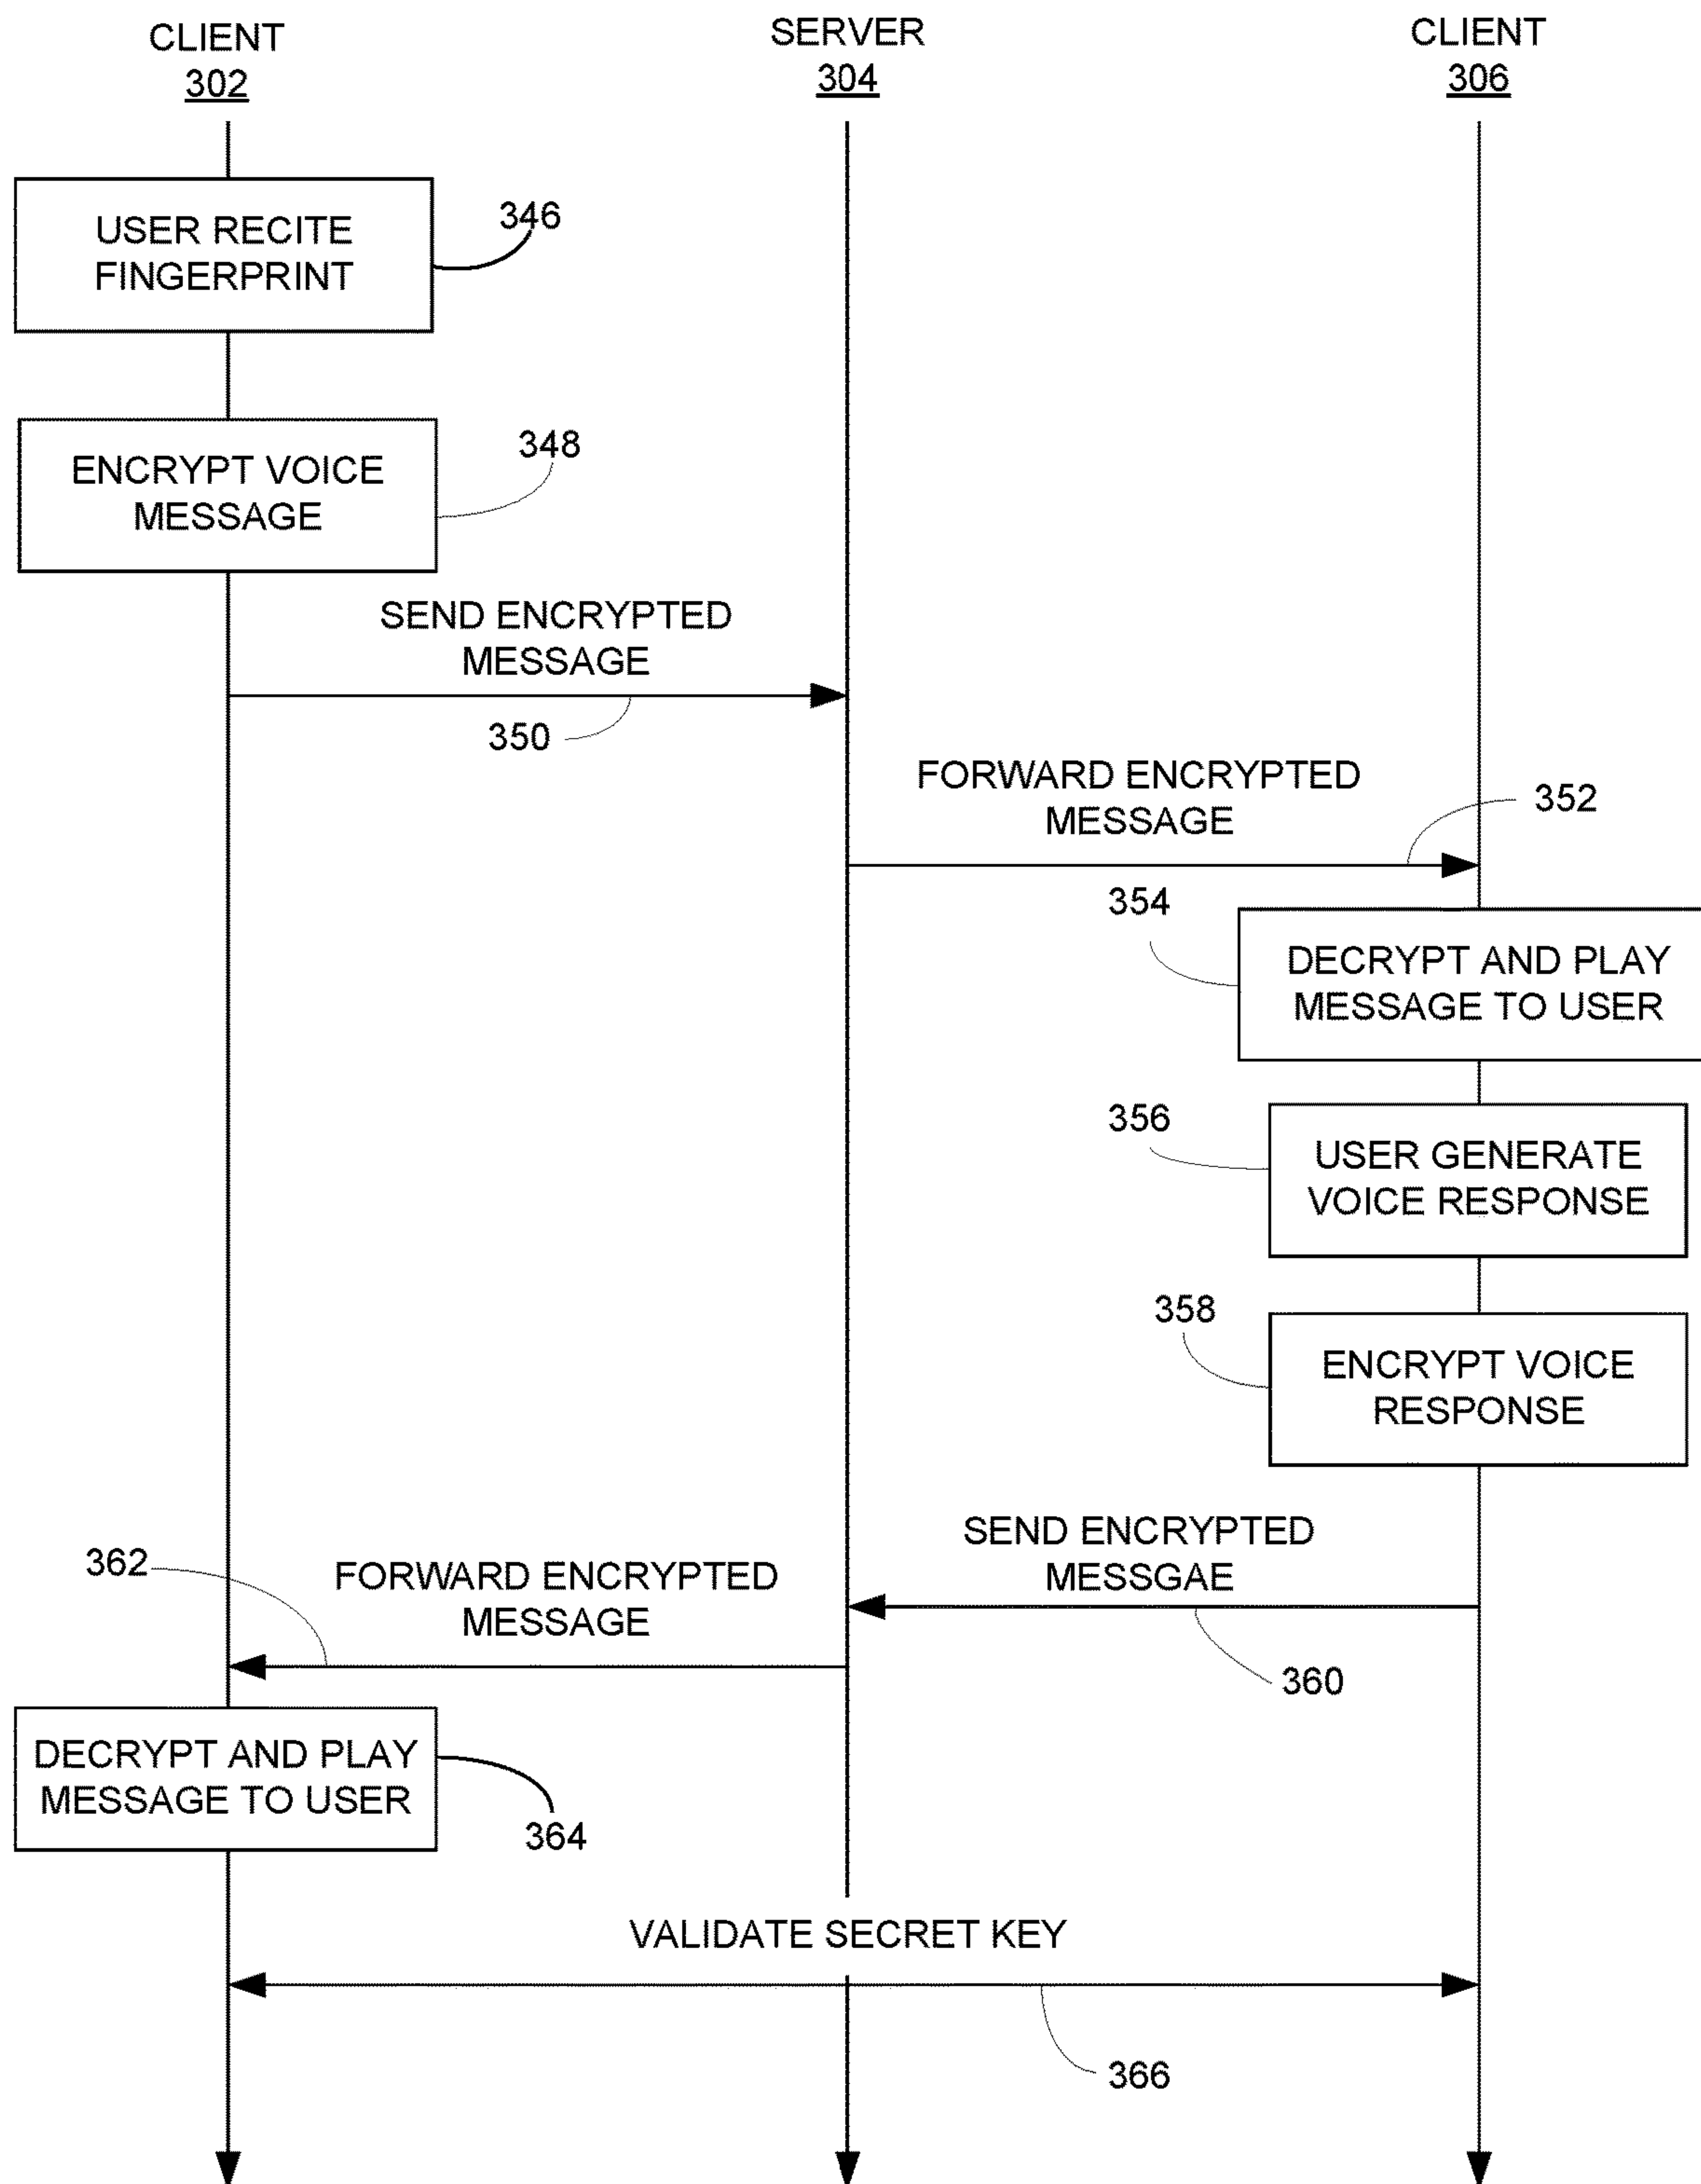 CLIENT
302
SERVER
304
CLIENT
306
USER RECITE
FINGERPRINT
346
ENCRYPT VOICE
MESSAGE
348
SEND ENCRYPTED
MESSAGE
350
FORWARD ENCRYPTED
MESSAGE
352
354
DECRYPT AND PLAY
MESSAGE TO USER
356
USER GENERATE
VOICE RESPONSE
358
ENCRYPT VOICE
RESPONSE
SEND ENCRYPTED
MESSGAE
360
362
FORWARD ENCRYPTED
MESSAGE
DECRYPT AND PLAY
MESSAGE TO USER
364
VALIDATE SECRET KEY
366